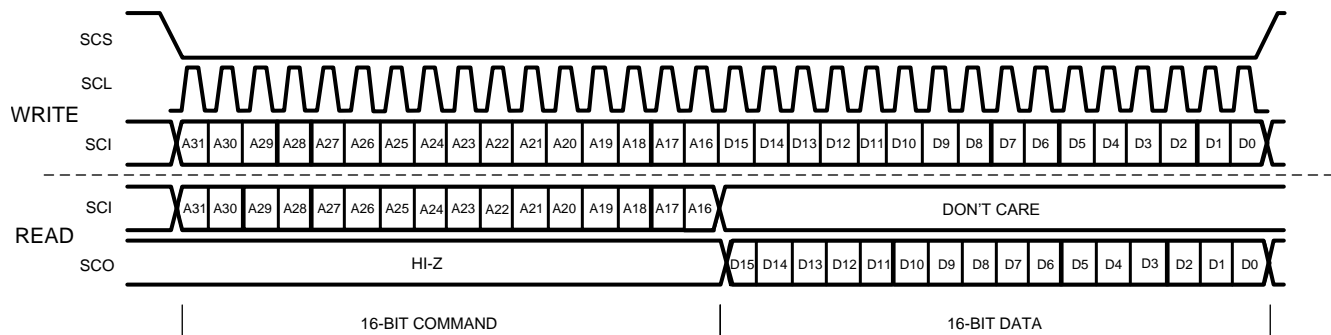 SCS
SCL
WRITE
SCI A31 A30 A29 A28 A27 A26 A25 A24 A23 A22 A21 A20 A19 A18 A17 A16 D15 D14 D13 D12 D11 D10 D9 D8 D7 D6 D5 D4 D3 D2 D1 D0
SCI A31 A30 A29 A28 A27 A26 A25 A24 A23 A22 A21 A20 A19 A18 A17 A16 DON'T CARE
READ
SCO HI-Z D15 D14 D13 D12 D11 D10 D9 D8 D7 D6 D5 D4 D3 D2 D1 D0
16-BIT COMMAND 16-BIT DATA